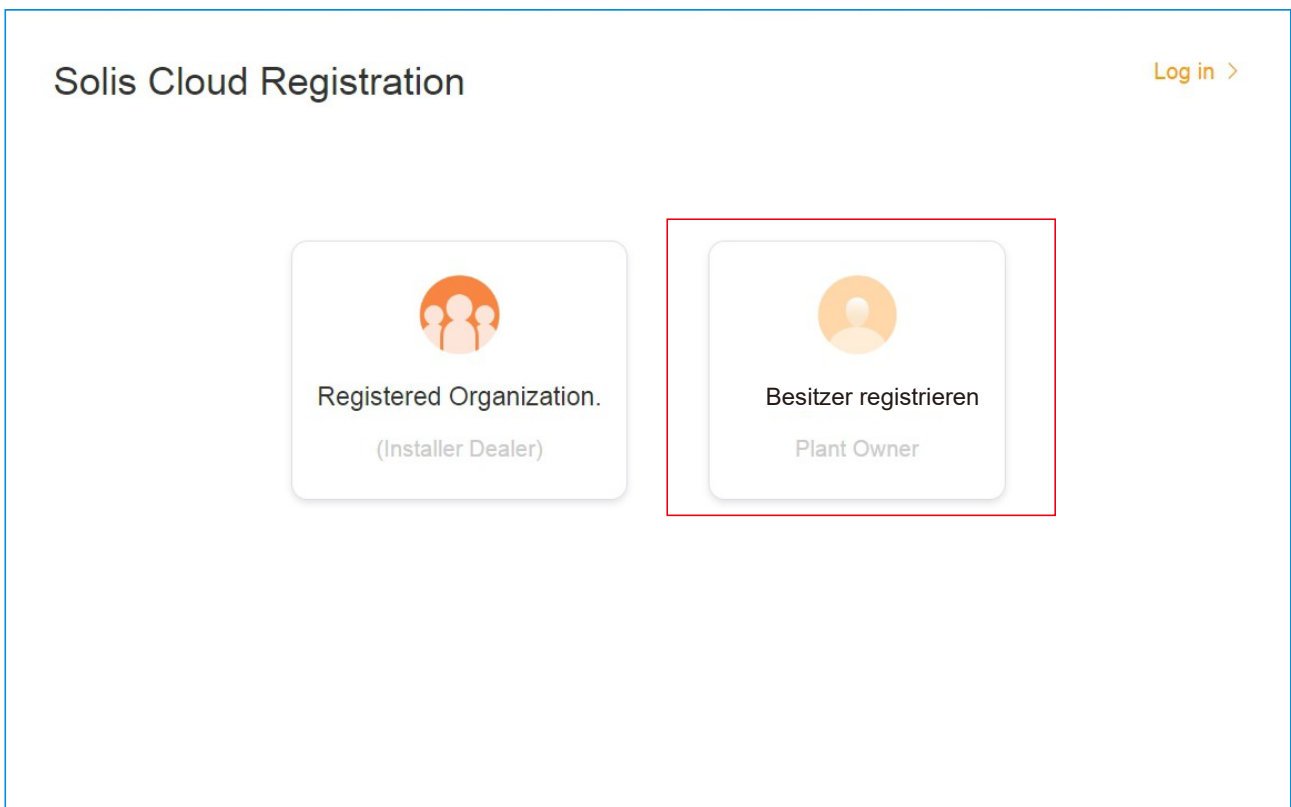 Solis Cloud Registration
Log in >
Registered Organization.
(Installer Dealer)
Besitzer registrieren
Plant Owner